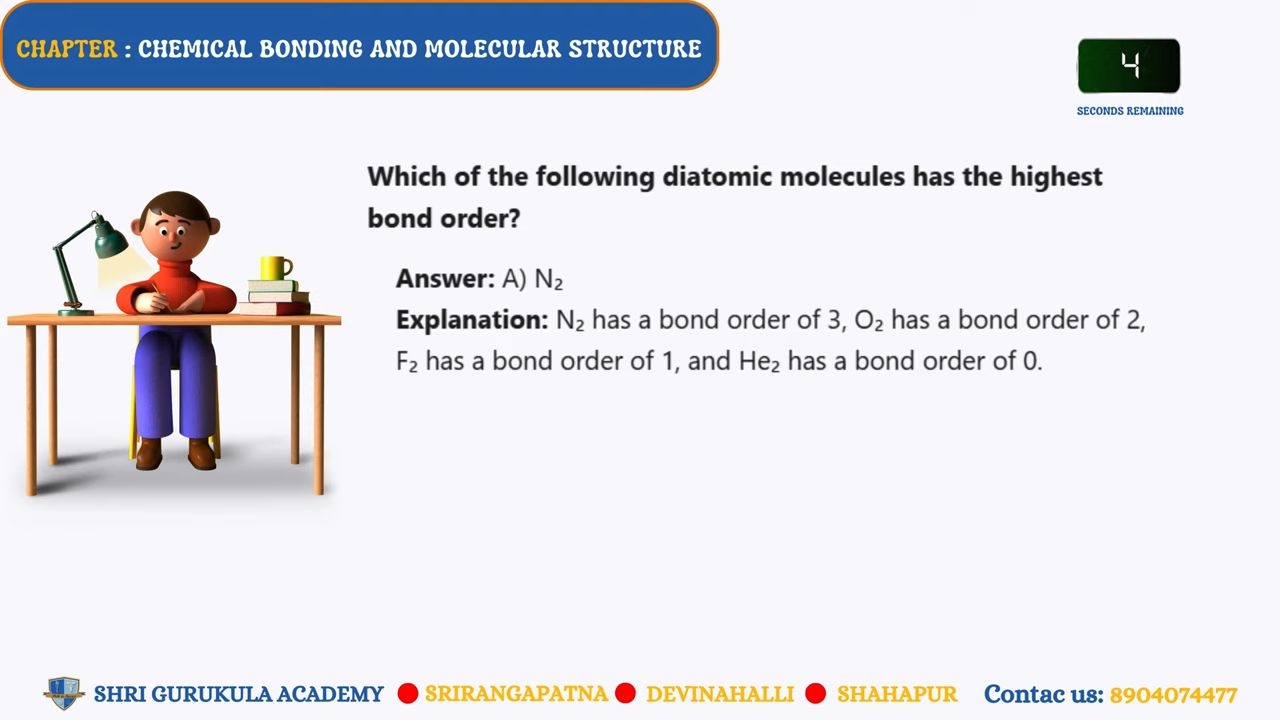 CHAPTER : CHEMICAL BONDING AND MOLECULAR STRUCTURE
4
SECONDS REMAINING
Which of the following diatomic molecules has the highest
bond order?
Answer: A) N₂
Explanation: N₂ has a bond order of 3, O₂ has a bond order of 2,
F₂ has a bond order of 1, and He₂ has a bond order of 0.
SHRI GURUKULA ACADEMY ● SRIRANGAPATNA ● DEVINAHALLI ● SHAHAPUR Contac us: 8904074477